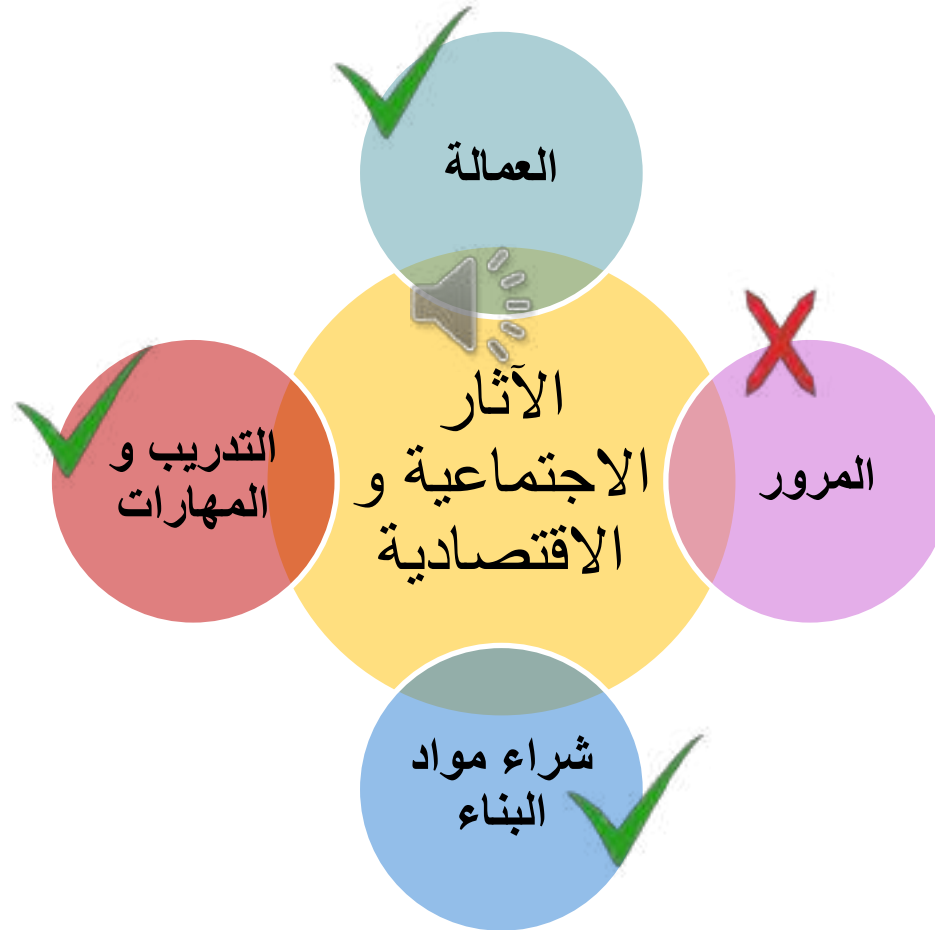 العمالة
الآثار
الاجتماعية و
الاقتصادية
المرور
التدريب و
المهارات
شراء مواد
البناء